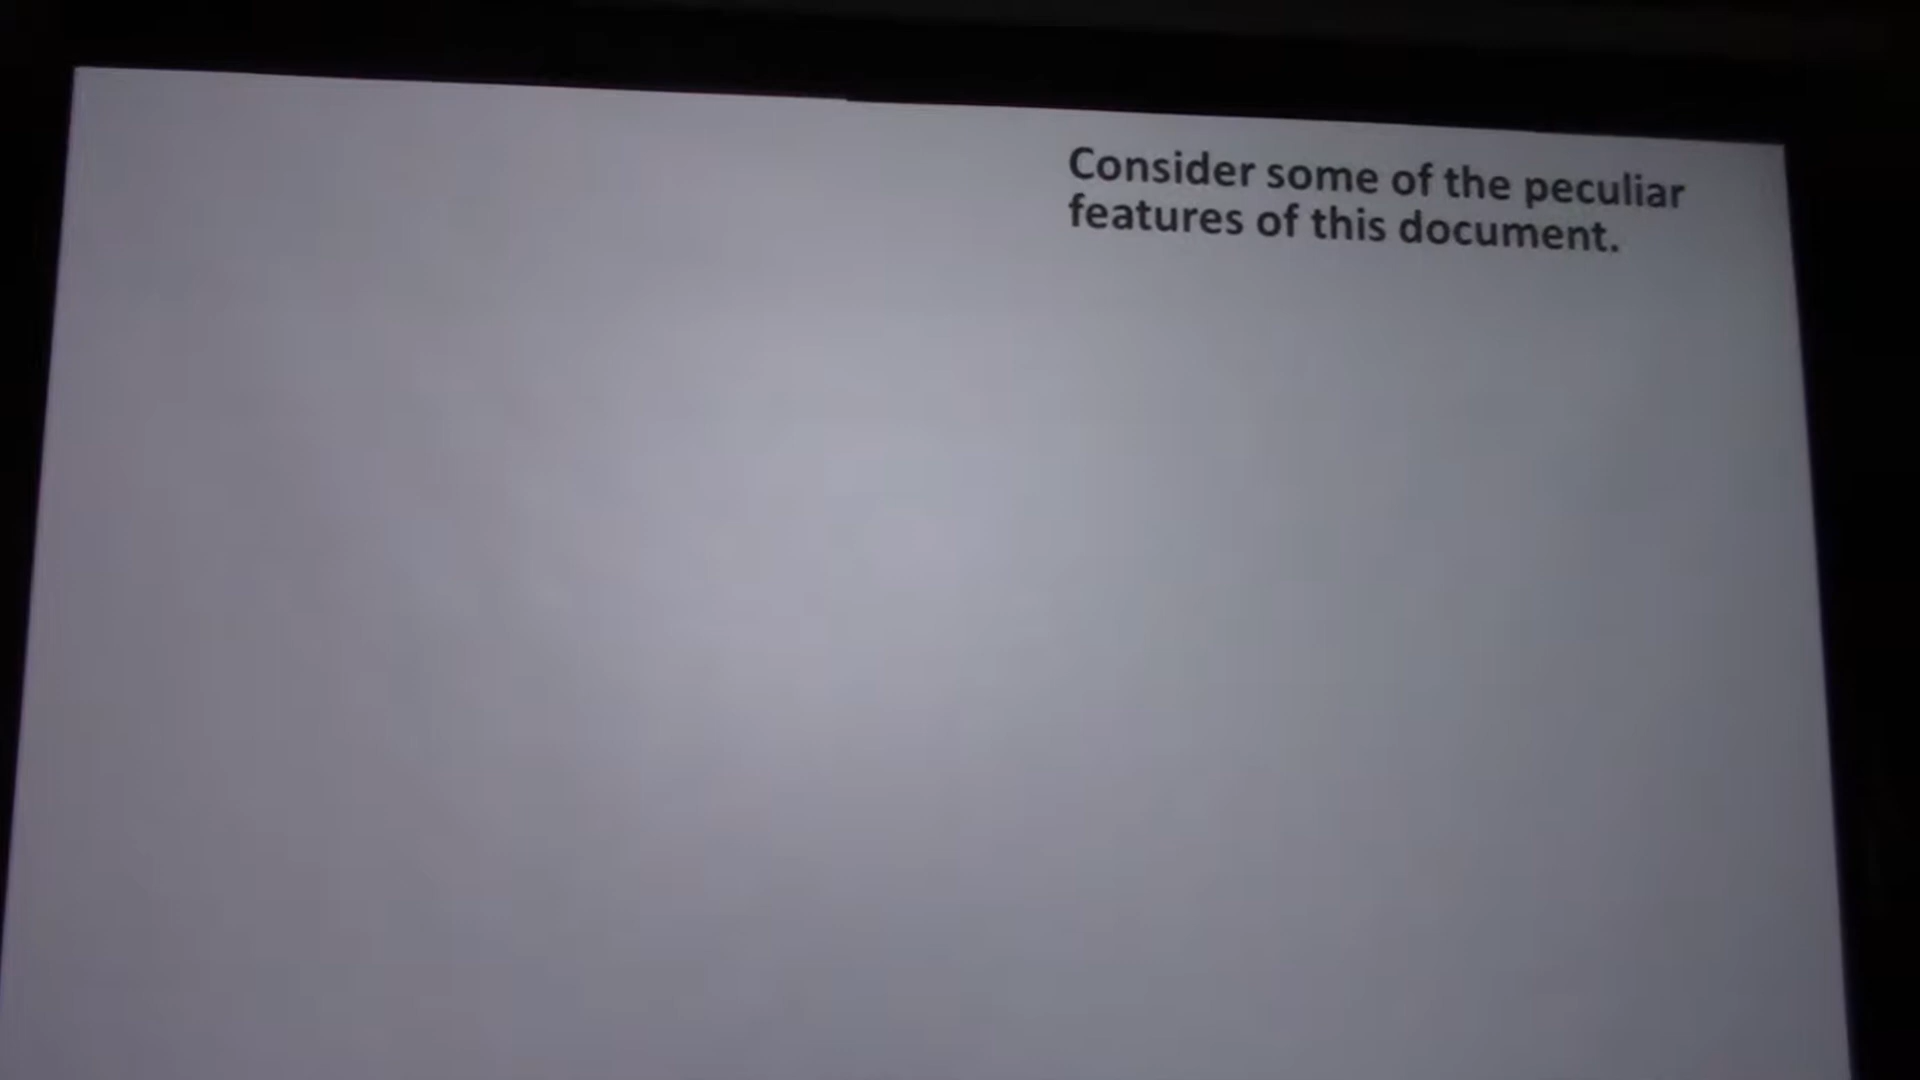 Consider some of the peculiar
features of this document.